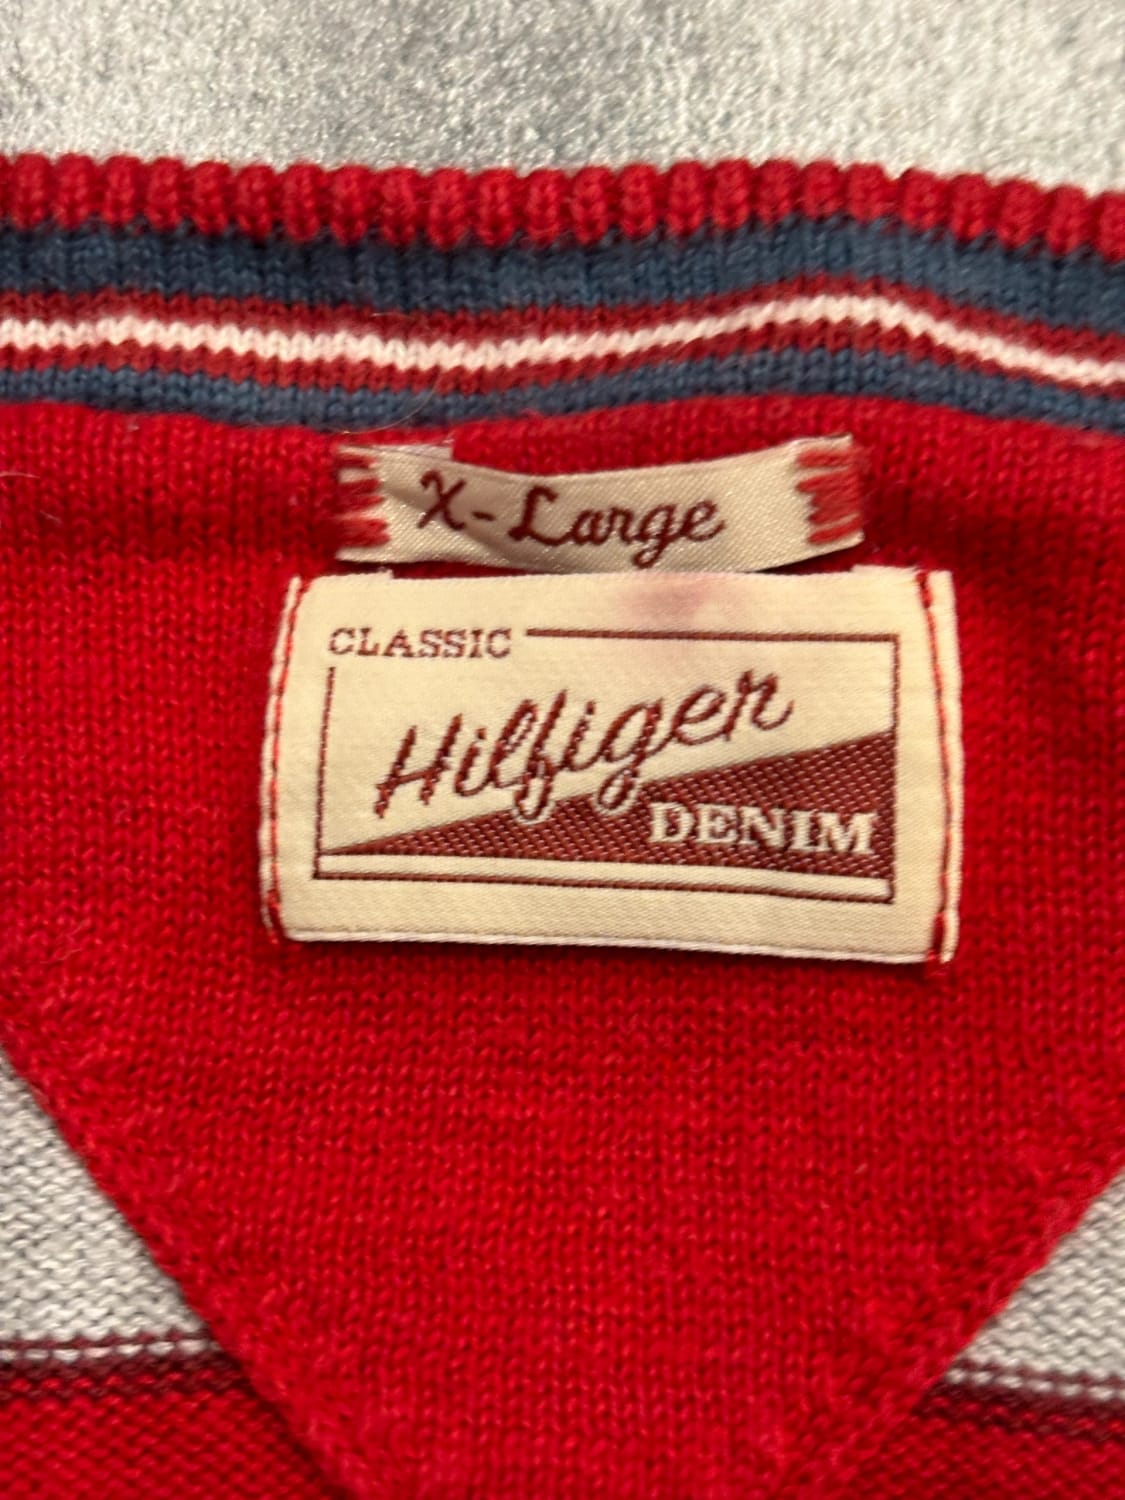 X-Large
CLASSIC
Hilfiger
DENIM